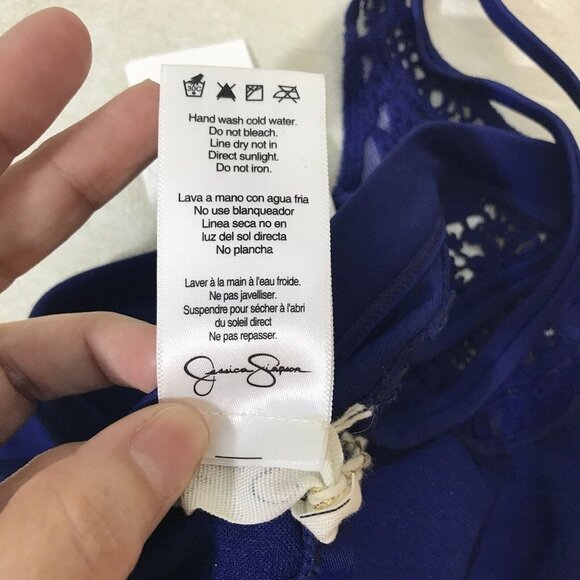 30C
Hand wash cold water.
Do not bleach.
Line dry not in
Direct sunlight.
Do not iron.
Lava a mano con agua fria
No use blanqueador
Linea seca no en
luz del sol directa
No plancha
Laver à la main à l'eau froide.
Ne pas javelliser.
Suspendre pour sécher à l'abri
du soleil direct
Ne pas repasser.
Jessica Simpson